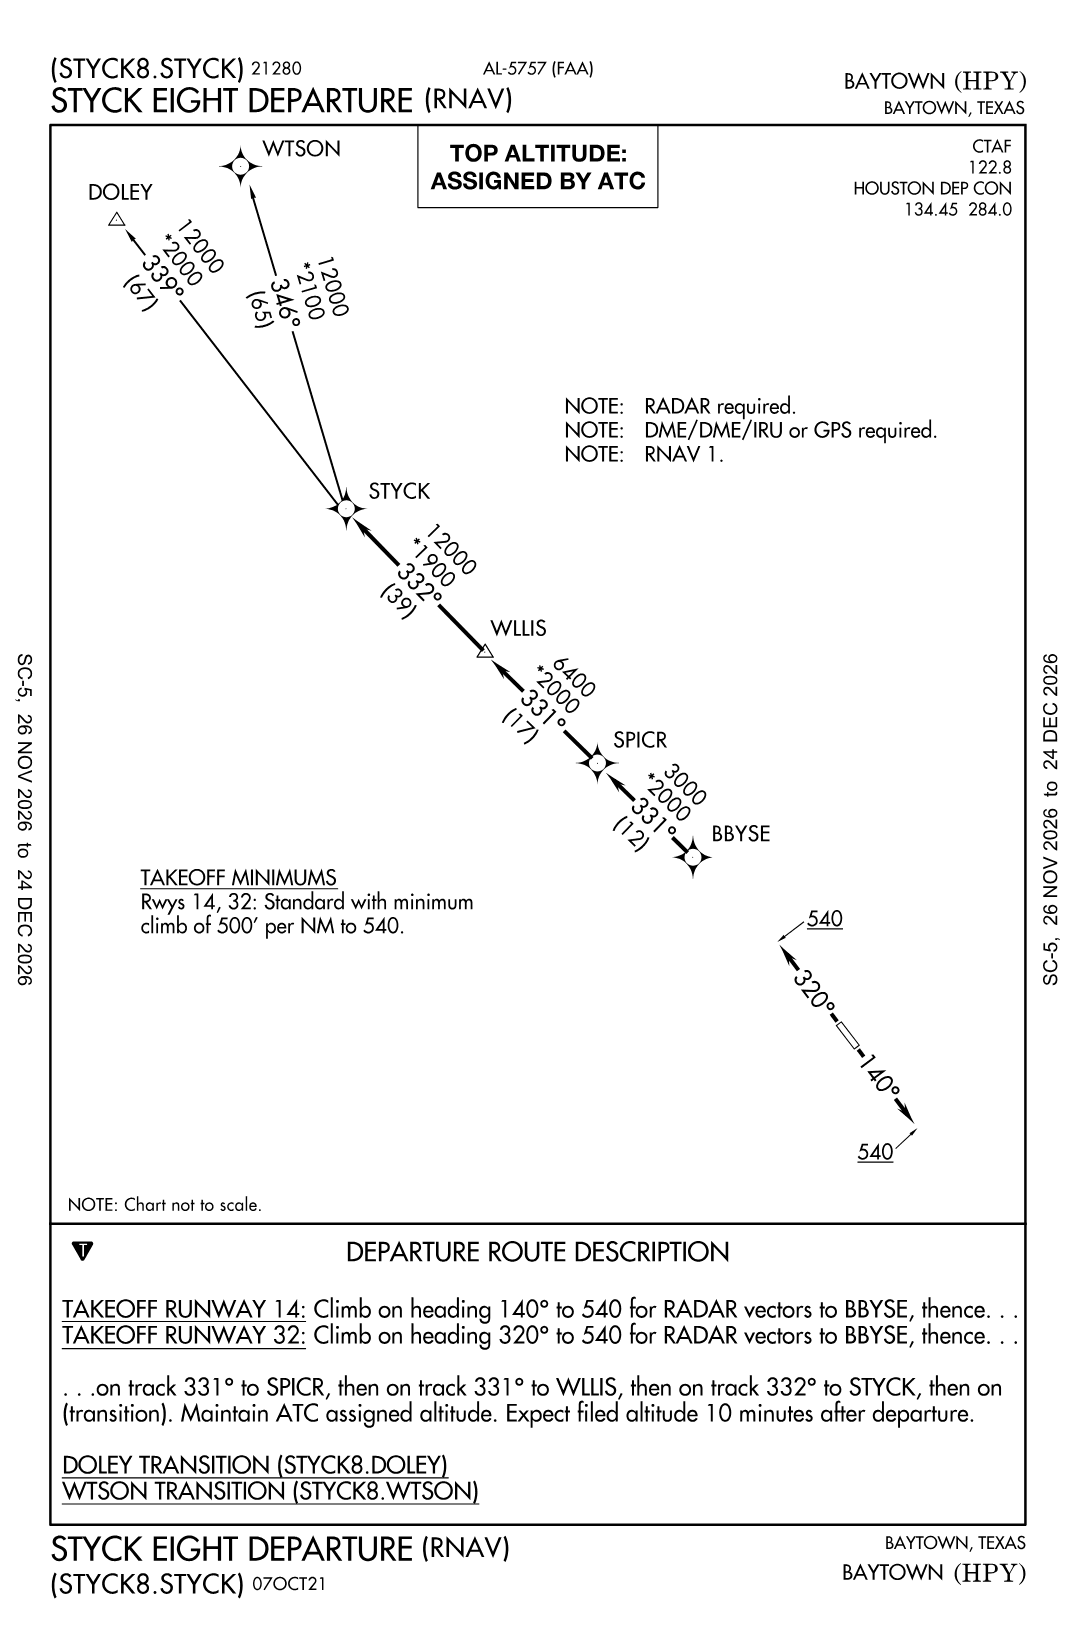 (STYCK8.STYCK) 21280
AL-5757 (FAA)
STYCK EIGHT DEPARTURE (RNAV)
BAYTOWN (HPY)
BAYTOWN, TEXAS
TOP ALTITUDE:
ASSIGNED BY ATC
CTAF
122.8
HOUSTON DEP CON
134.45 284.0
WTSON
DOLEY
12000
*2000
339°
(67)
12000
*2100
346°
(65)
NOTE: RADAR required.
NOTE: DME/DME/IRU or GPS required.
NOTE: RNAV 1.
STYCK
12000
*1900
332°
(39)
WLLIS
6400
*2000
331°
(17)
SPICR
3000
*2000
331°
(12)
BBYSE
TAKEOFF MINIMUMS
Rwys 14, 32: Standard with minimum
climb of 500’ per NM to 540.
540
320°
140°
540
SC-5, 26 NOV 2026 to 24 DEC 2026
SC-5, 26 NOV 2026 to 24 DEC 2026
NOTE: Chart not to scale.
T
DEPARTURE ROUTE DESCRIPTION
TAKEOFF RUNWAY 14: Climb on heading 140° to 540 for RADAR vectors to BBYSE, thence. . .
TAKEOFF RUNWAY 32: Climb on heading 320° to 540 for RADAR vectors to BBYSE, thence. . .
. . .on track 331° to SPICR, then on track 331° to WLLIS, then on track 332° to STYCK, then on
(transition). Maintain ATC assigned altitude. Expect filed altitude 10 minutes after departure.
DOLEY TRANSITION (STYCK8.DOLEY)
WTSON TRANSITION (STYCK8.WTSON)
STYCK EIGHT DEPARTURE (RNAV)
(STYCK8.STYCK) 07OCT21
BAYTOWN, TEXAS
BAYTOWN (HPY)